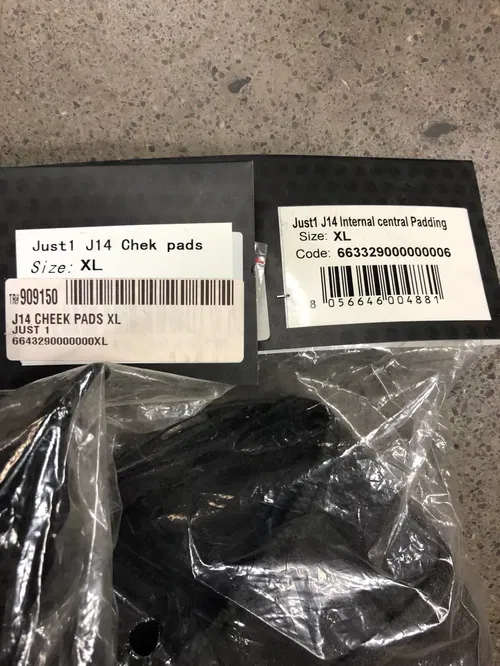 Just1 J14 Chek pads
Size: XL
TR# 909150
J14 CHEEK PADS XL
JUST 1
6643290000000XL
Just1 J14 Internal central Padding
Size: XL
Code: 663329000000006
8 056646 004881